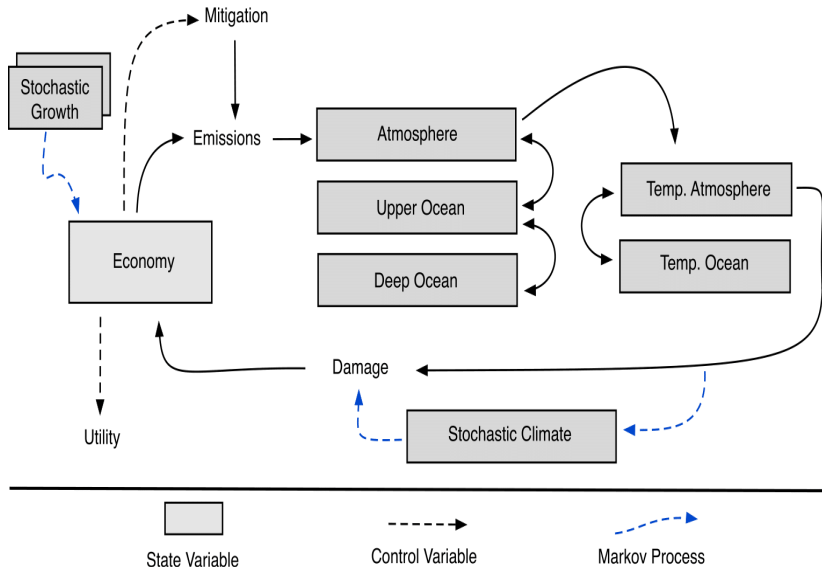 Mitigation
Stochastic
Growth
Emissions
Atmosphere
Upper Ocean
Deep Ocean
Temp. Atmosphere
Temp. Ocean
Economy
Damage
Utility
Stochastic Climate
State Variable
Control Variable
Markov Process